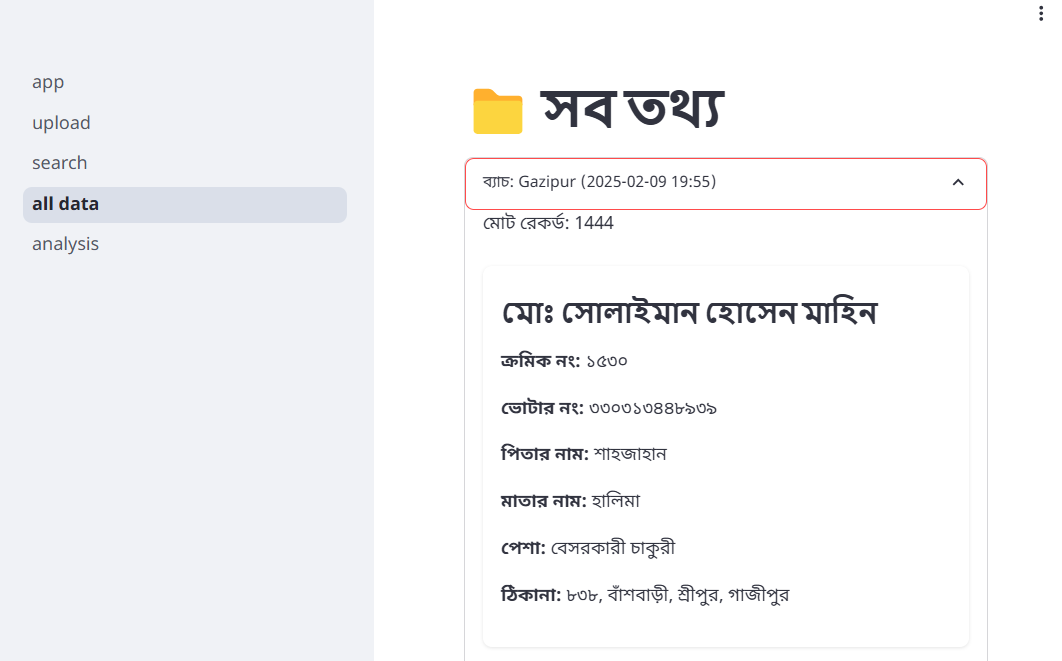 app
upload
search
all data
analysis
সব তথ্য
ব্যাচ: Gazipur (2025-02-09 19:55)
মোট রেকর্ড: 1444
মোঃ সোলাইমান হোসেন মাহিন
ক্রমিক নং: ১৫৩০
ভোটার নং: ৩৩০৩১৩৪৪৮৯৩৯
পিতার নাম: শাহজাহান
মাতার নাম: হালিমা
পেশা: বেসরকারী চাকুরী
ঠিকানা: ৮৩৮, বাঁশবাড়ী, শ্রীপুর, গাজীপুর